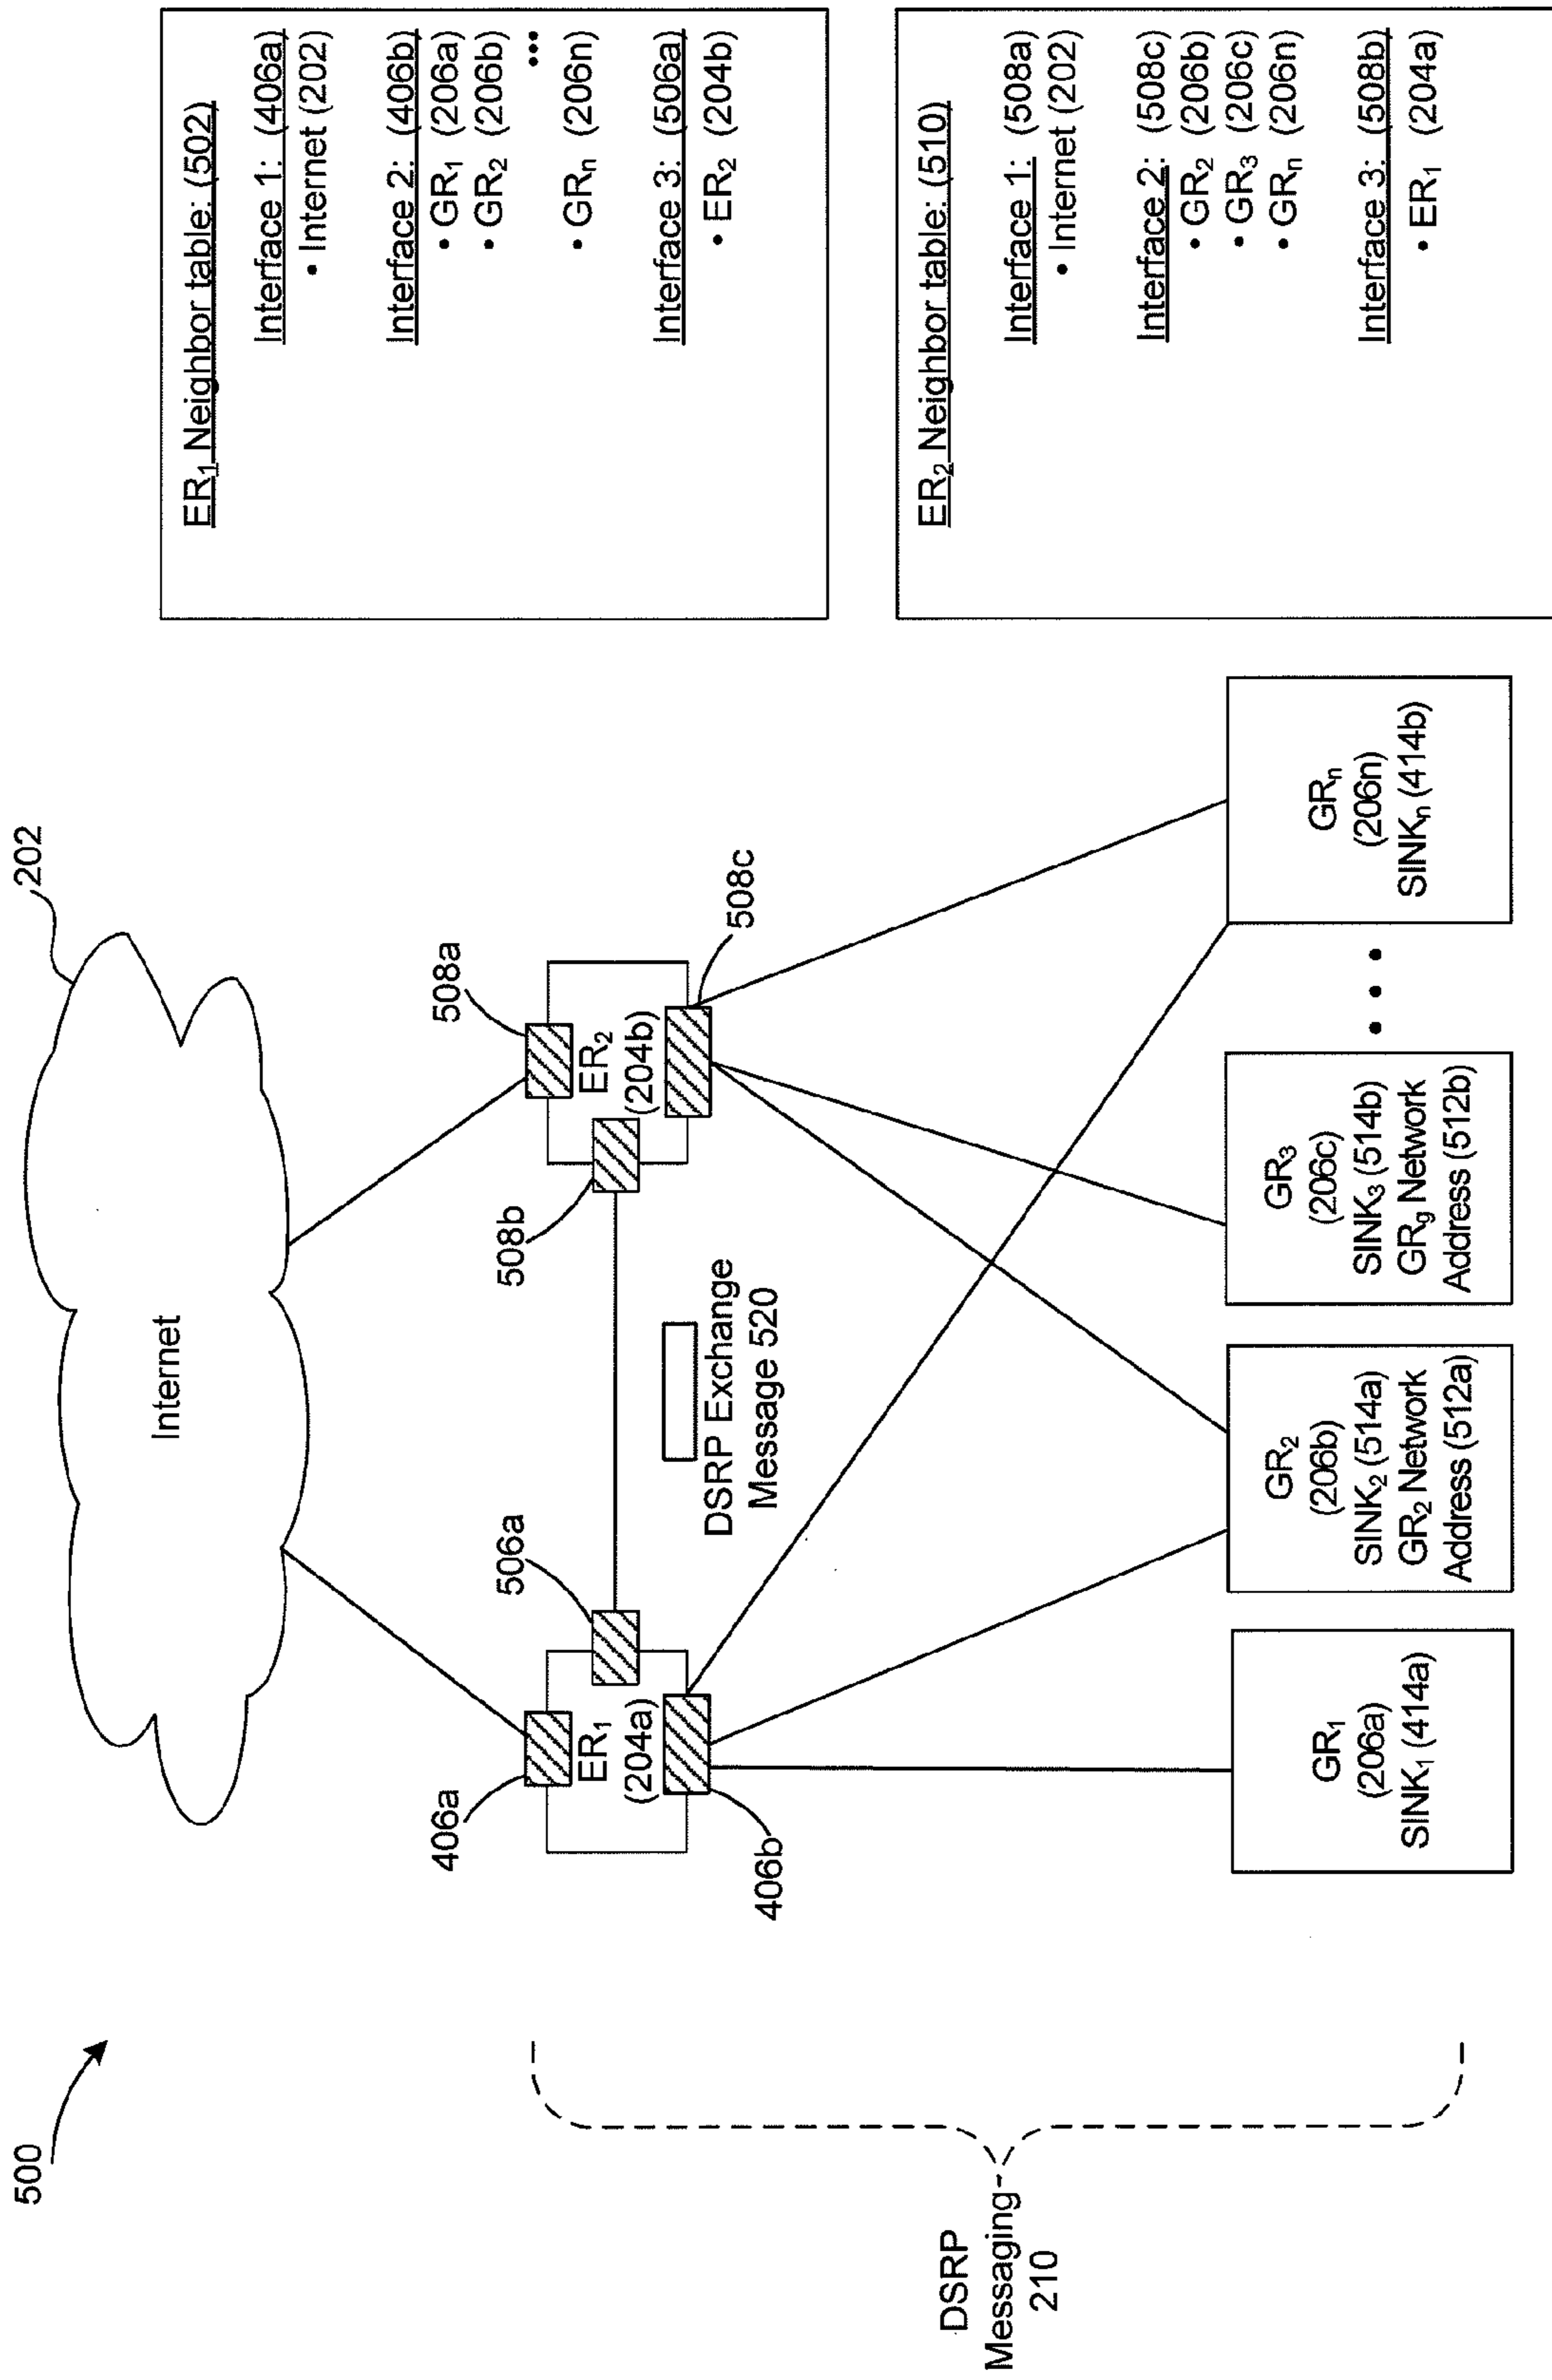 500
202
Internet
406a
406b
506a
508a
508b
508c
ER₁
(204a)
ER₂
(204b)
DSRP Exchange
Message 520
DSRP
Messaging
210
GR₁
(206a)
SINK₁ (414a)
GR₂
(206b)
SINK₂ (514a)
GR₂ Network
Address (512a)
GR₃
(206c)
SINK₃ (514b)
GRg Network
Address (512b)
• • •
GRₙ
(206n)
SINKₙ (414b)
ER₁ Neighbor table: (502)
Interface 1: (406a)
• Internet (202)
Interface 2: (406b)
• GR₁ (206a)
• GR₂ (206b)
•••
• GRₙ (206n)
Interface 3: (506a)
• ER₂ (204b)
ER₂ Neighbor table: (510)
Interface 1: (508a)
• Internet (202)
Interface 2: (508c)
• GR₂ (206b)
• GR₃ (206c)
• GRₙ (206n)
Interface 3: (508b)
• ER₁ (204a)